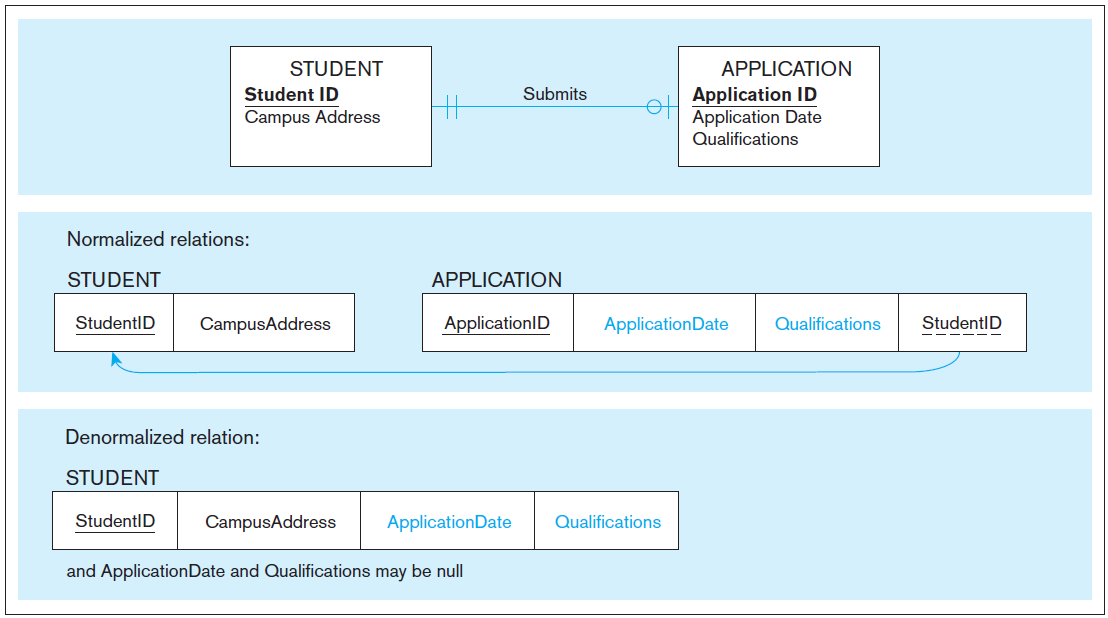 STUDENT
Student ID
Campus Address
Submits
APPLICATION
Application ID
Application Date
Qualifications
Normalized relations:
STUDENT
StudentID CampusAddress
APPLICATION
ApplicationID ApplicationDate Qualifications StudentID
Denormalized relation:
STUDENT
StudentID CampusAddress ApplicationDate Qualifications
and ApplicationDate and Qualifications may be null